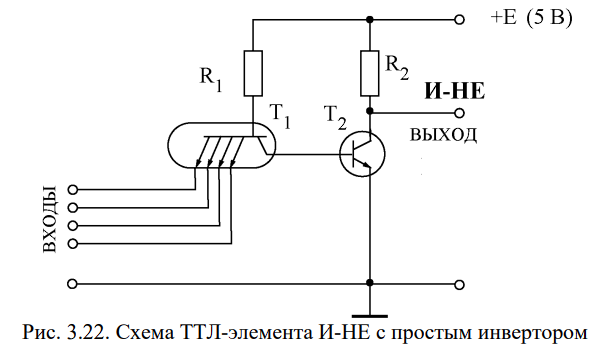 +E (5 В)
R1
R2
И-НЕ
T1
T2
ВЫХОД
ВХОДЫ
Рис. 3.22. Схема ТТЛ-элемента И-НЕ с простым инвертором